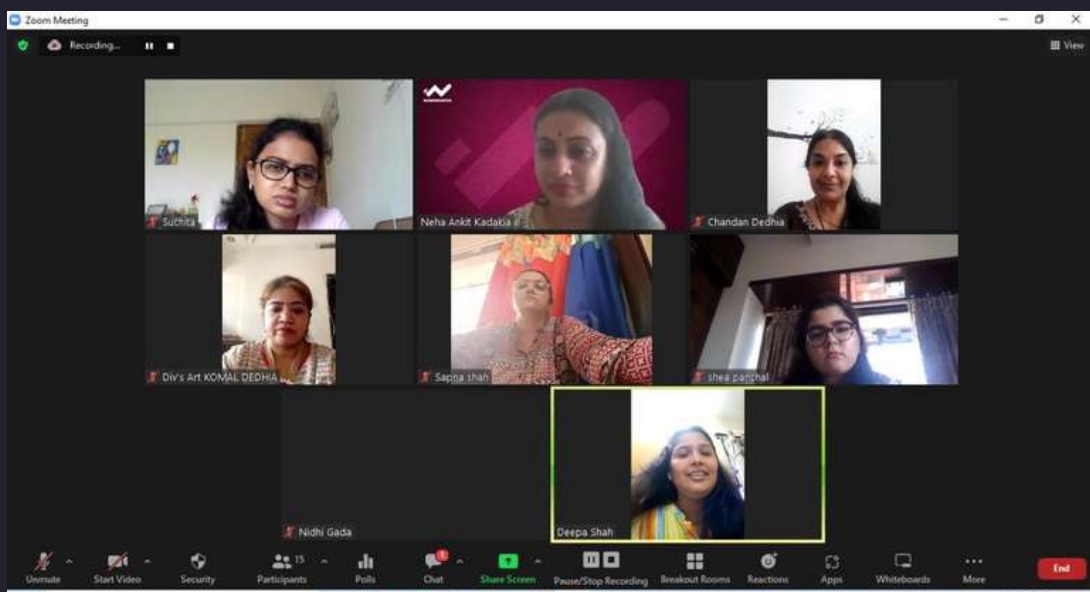 Zoom Meeting
Recording...
View
Suchita
Neha Ankit Kadakia
Chandan Dedhia
Div's Art KOMAL DEDHIA
Sapna shah
shea panchal
Nidhi Gada
Deepa Shah
Unmute
Start Video
Security
15
Participants
Polls
1
Chat
Share Screen
Pause/Stop Recording
Breakout Rooms
Reactions
Apps
Whiteboards
More
End